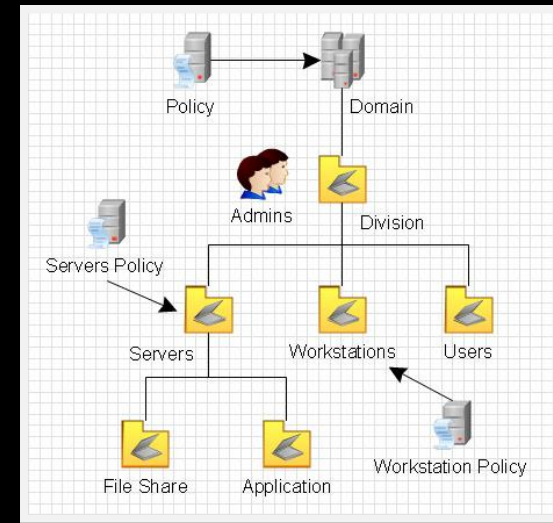 Policy
Domain
Admins
Division
Servers Policy
Servers
Workstations
Users
File Share
Application
Workstation Policy